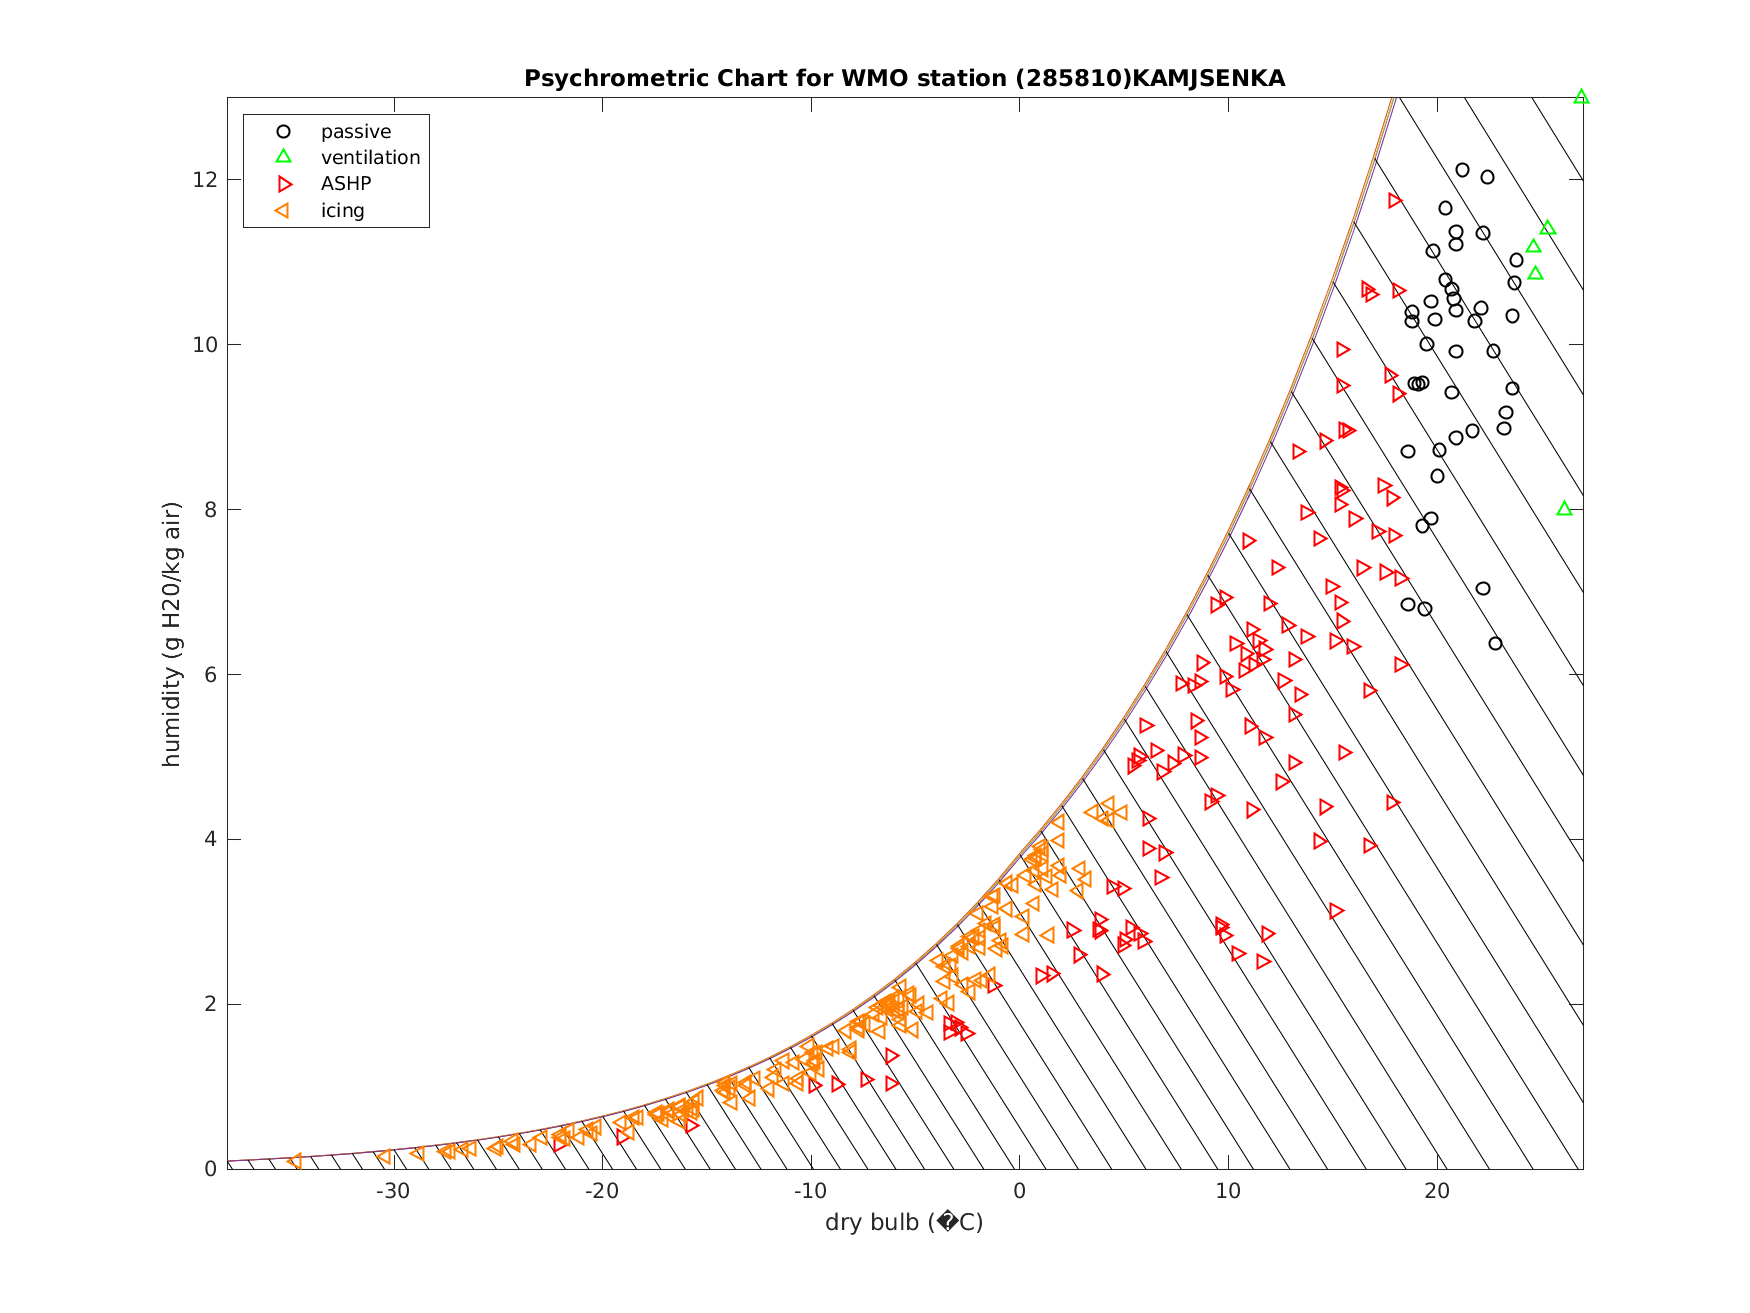 Psychrometric Chart for WMO station (285810)KAMJSENKA
passive
ventilation
ASHP
icing
humidity (g H20/kg air)
12
10
8
6
4
2
0
-30 -20 -10 0 10 20
dry bulb (�C)